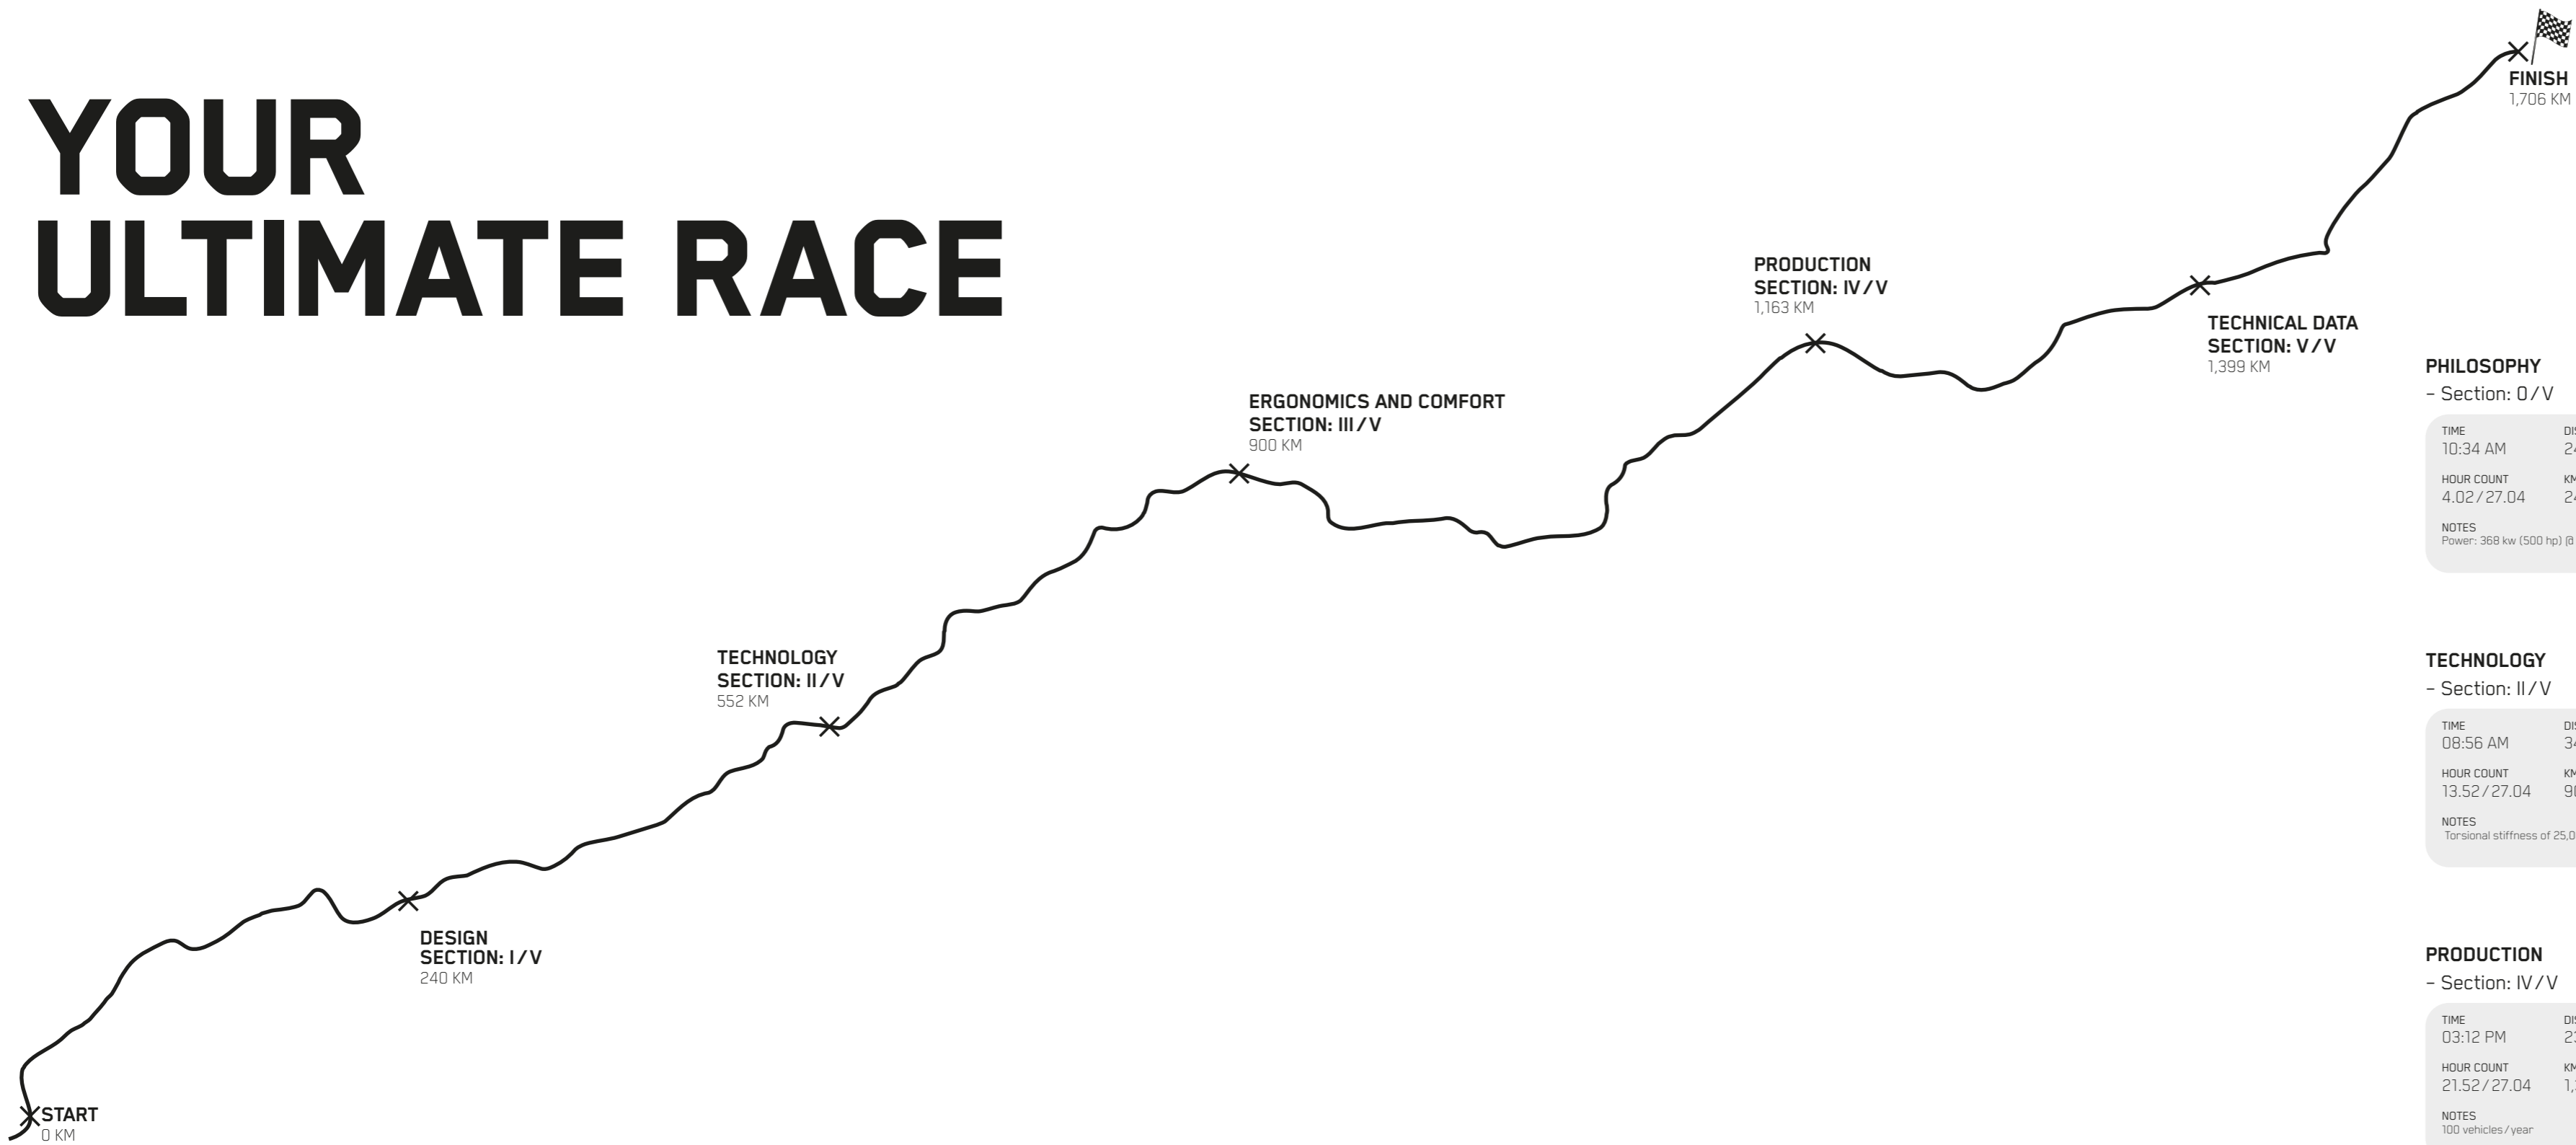 YOUR
ULTIMATE RACE
FINISH
1,706 KM
PRODUCTION
SECTION: IV/V
1,163 KM
TECHNICAL DATA
SECTION: V/V
1,399 KM
ERGONOMICS AND COMFORT
SECTION: III/V
900 KM
TECHNOLOGY
SECTION: II/V
552 KM
DESIGN
SECTION: I/V
240 KM
START
0 KM
PHILOSOPHY
– Section: 0/V
TIME
10:34 AM
HOUR COUNT
4.02/27.04
NOTES
Power: 368 kw (500 hp) @
TECHNOLOGY
– Section: II/V
TIME
08:56 AM
HOUR COUNT
13.52/27.04
NOTES
Torsional stiffness of
PRODUCTION
– Section: IV/V
TIME
03:12 PM
HOUR COUNT
21.52/27.04
NOTES
100 vehicles/year